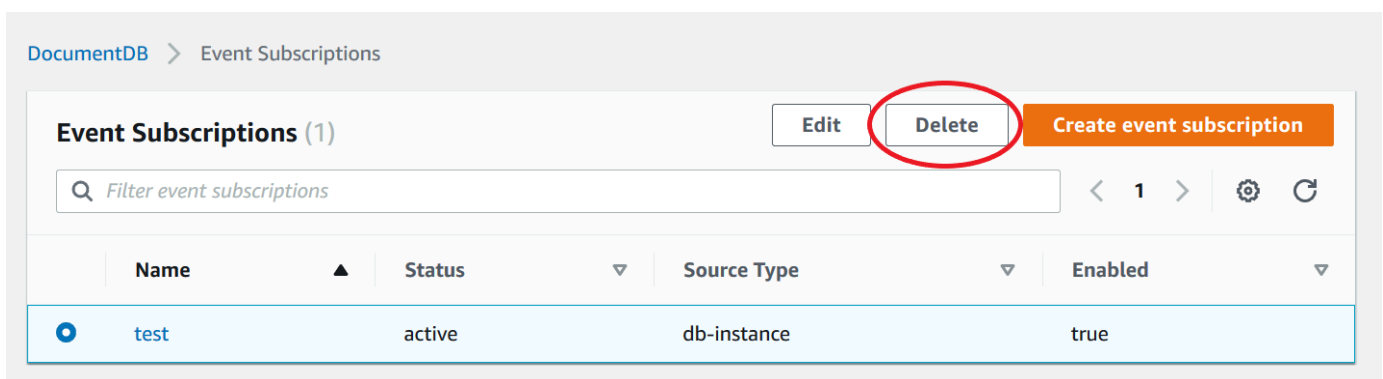 DocumentDB > Event Subscriptions
Event Subscriptions (1)
Edit
Delete
Create event subscription
Filter event subscriptions
< 1 >
Name Status Source Type Enabled
test active db-instance true